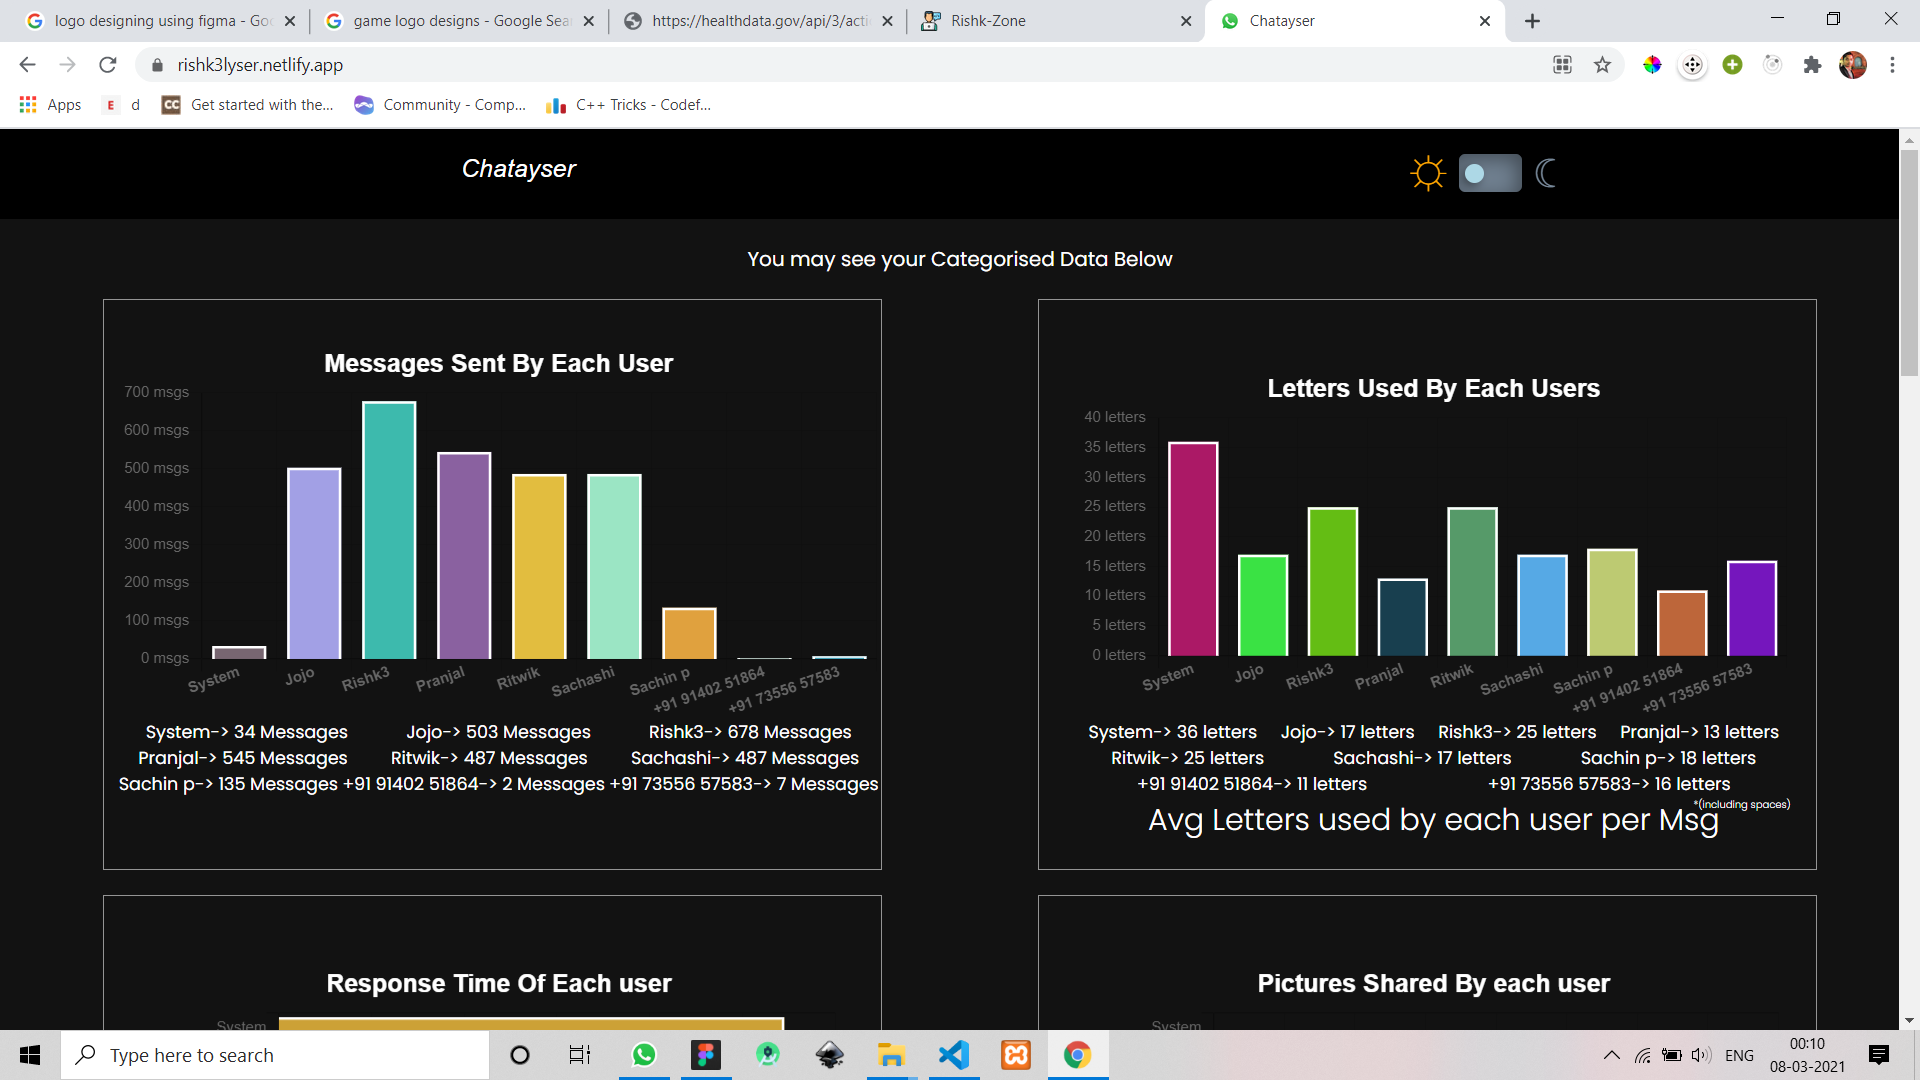 logo designing using figma - Goo
game logo designs - Google Sea
https://healthdata.gov/api/3/acti
Rishk-Zone
Chatayser
rishk3lyser.netlify.app
Apps
E d
CC Get started with the...
Community - Comp...
C++ Tricks - Codef...
Chatayser
You may see your Categorised Data Below
Messages Sent By Each User
700 msgs
600 msgs
500 msgs
400 msgs
300 msgs
200 msgs
100 msgs
0 msgs
System
Jojo
Rishk3
Pranjal
Ritwik
Sachashi
Sachin p
+91 91402 51864
+91 73556 57583
System-> 34 Messages Jojo-> 503 Messages Rishk3-> 678 Messages
Pranjal-> 545 Messages Ritwik-> 487 Messages Sachashi-> 487 Messages
Sachin p-> 135 Messages +91 91402 51864-> 2 Messages +91 73556 57583-> 7 Messages
Letters Used By Each Users
40 letters
35 letters
30 letters
25 letters
20 letters
15 letters
10 letters
5 letters
0 letters
System
Jojo
Rishk3
Pranjal
Ritwik
Sachashi
Sachin p
+91 91402 51864
+91 73556 57583
System-> 36 letters Jojo-> 17 letters Rishk3-> 25 letters Pranjal-> 13 letters
Ritwik-> 25 letters Sachashi-> 17 letters Sachin p-> 18 letters
+91 91402 51864-> 11 letters +91 73556 57583-> 16 letters
*(including spaces)
Avg Letters used by each user per Msg
Response Time Of Each user
System
Pictures Shared By each user
System
Type here to search
ENG
00:10
08-03-2021